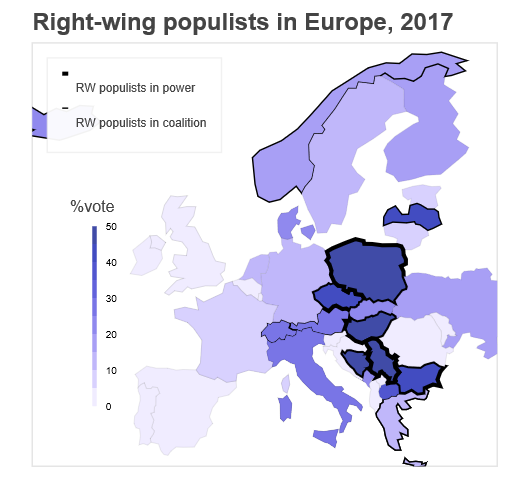 Right-wing populists in Europe, 2017
RW populists in power
RW populists in coalition
%vote
50
40
30
20
10
0